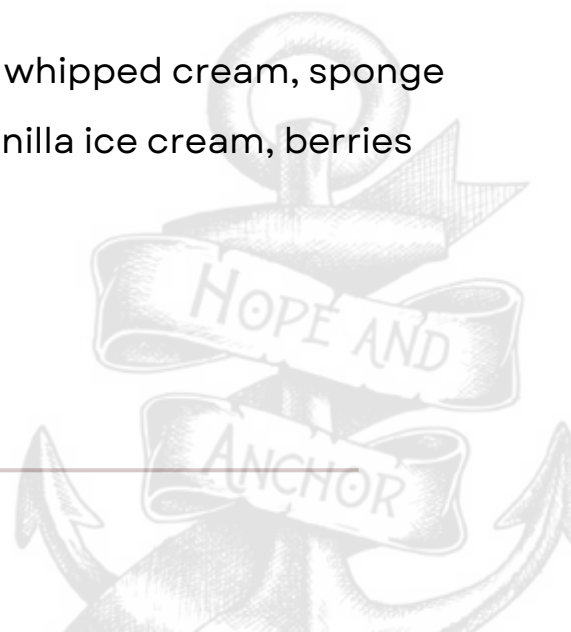 whipped cream, sponge
nilla ice cream, berries
HOPE AND
ANCHOR